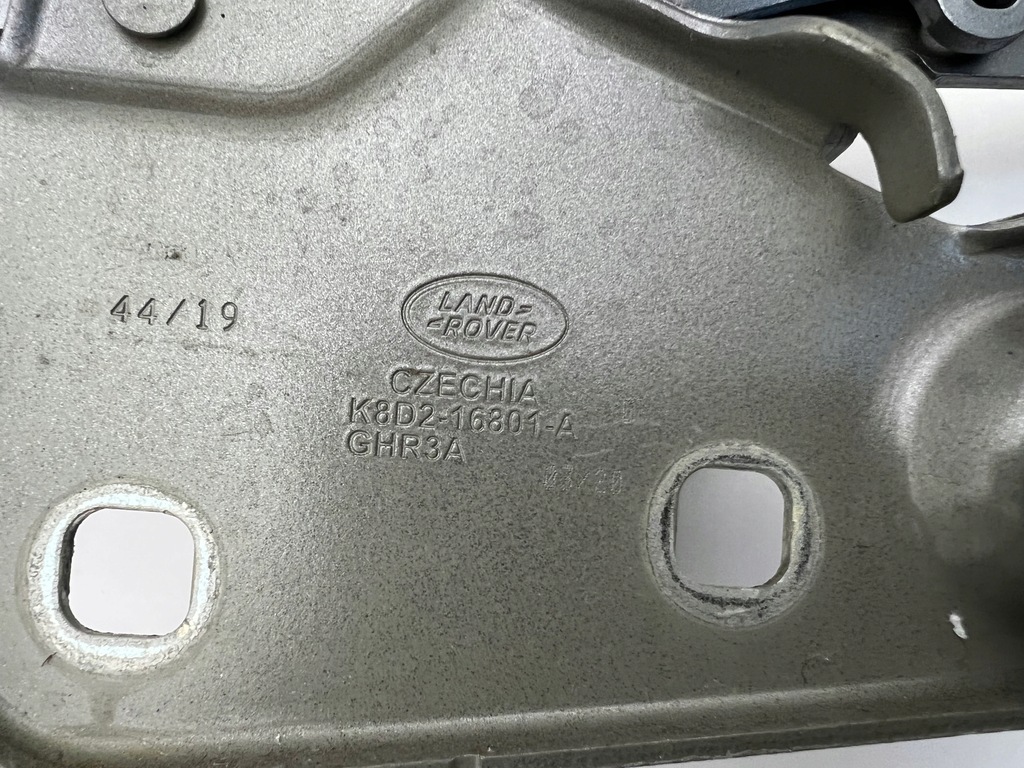 44/19
LAND
ROVER
CZECHIA
K8D2-16801-A
GHR3A